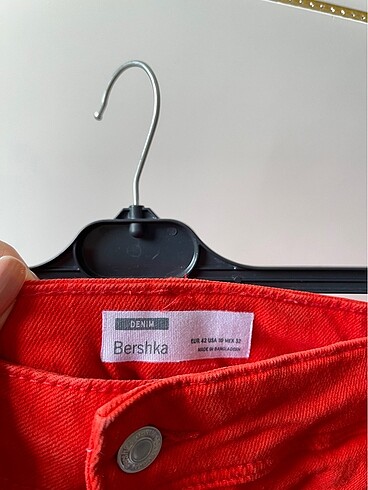 DENIM
Bershka
EUR 42 USA 10 MEX 32
MADE IN BANGLADESH